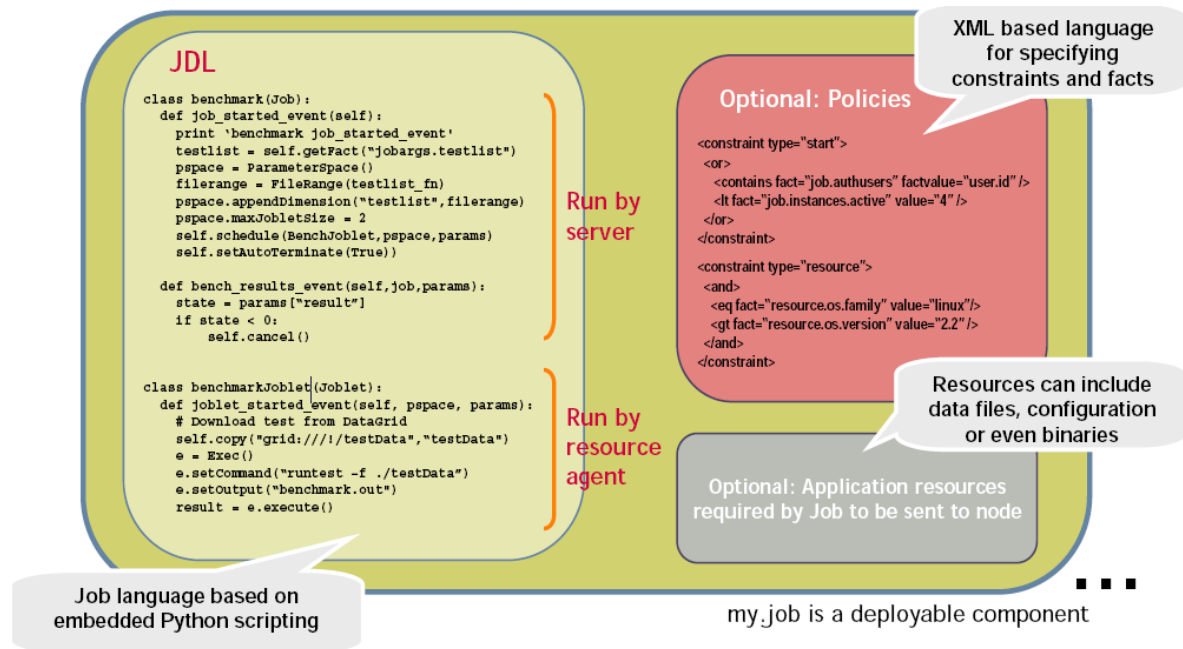 JDL
class benchmark(Job):
def job_started_event(self):
print `benchmark job_started_event'
testlist = self.getFact("jobargs.testlist")
pspace = ParameterSpace()
filerange = FileRange(testlist_fn)
pspace.appendDimension("testlist",filerange)
pspace.maxJobletSize = 2
self.schedule(BenchJoblet,pspace,params)
self.setAutoTerminate(True))
def bench_results_event(self,job,params):
state = params["result"]
if state < 0:
self.cancel()
Run by
server
class benchmarkJoblet(Joblet):
def joblet_started_event(self, pspace, params):
# Download test from DataGrid
self.copy("grid:///!/testData","testData")
e = Exec()
e.setCommand("runtest -f ./testData")
e.setOutput("benchmark.out")
result = e.execute()
Run by
resource
agent
Job language based on
embedded Python scripting
XML based language
for specifying
constraints and facts
Optional: Policies
<constraint type="start">
<or>
<contains fact="job.authusers" factvalue="user.id" />
<lt fact="job.instances.active" value="4" />
</or>
</constraint>
<constraint type="resource">
<and>
<eq fact="resource.os.family" value="linux"/>
<gt fact="resource.os.version" value="2.2" />
</and>
</constraint>
Resources can include
data files, configuration
or even binaries
Optional: Application resources
required by Job to be sent to node
...
my.job is a deployable component